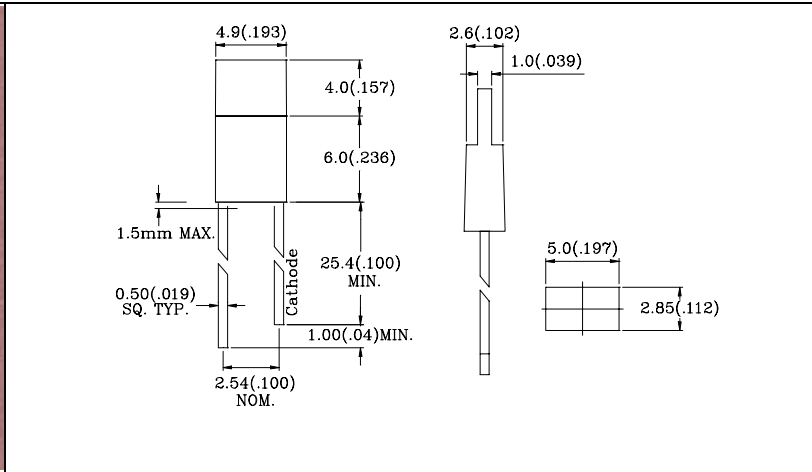 4.9(.193)
2.6(.102)
1.0(.039)
4.0(.157)
6.0(.236)
1.5mm MAX.
Cathode
25.4(.100)
MIN.
5.0(.197)
0.50(.019)
SQ. TYP.
2.85(.112)
1.00(.04)MIN.
2.54(.100)
NOM.